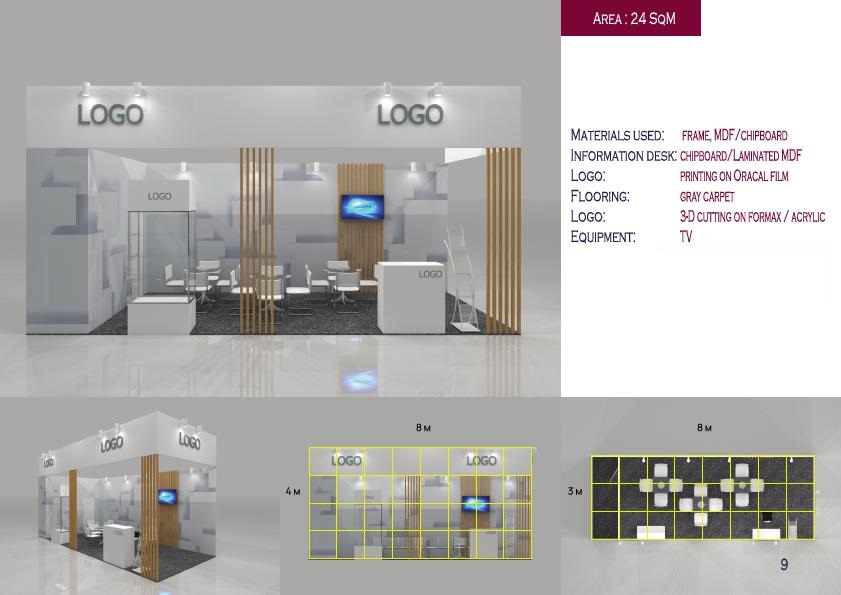 Area : 24 SqM
LOGO LOGO
Materials used: frame, MDF/chipboard
Information desk: chipboard/Laminated MDF
Logo: printing on Oracal film
Flooring: gray carpet
Logo: 3-D cutting on formax / acrylic
Equipment: TV
LOGO
LOGO
8 м 8 м
LOGO LOGO LOGO
LOGO LOGO
4 м 3 м
9